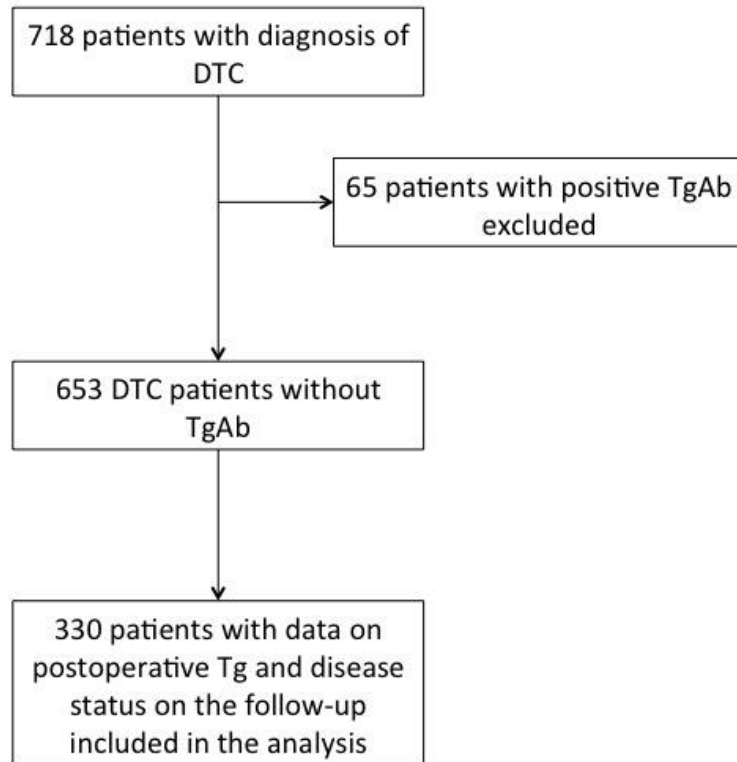 718 patients with diagnosis of
DTC
65 patients with positive TgAb
excluded
653 DTC patients without
TgAb
330 patients with data on
postoperative Tg and disease
status on the follow-up
included in the analysis